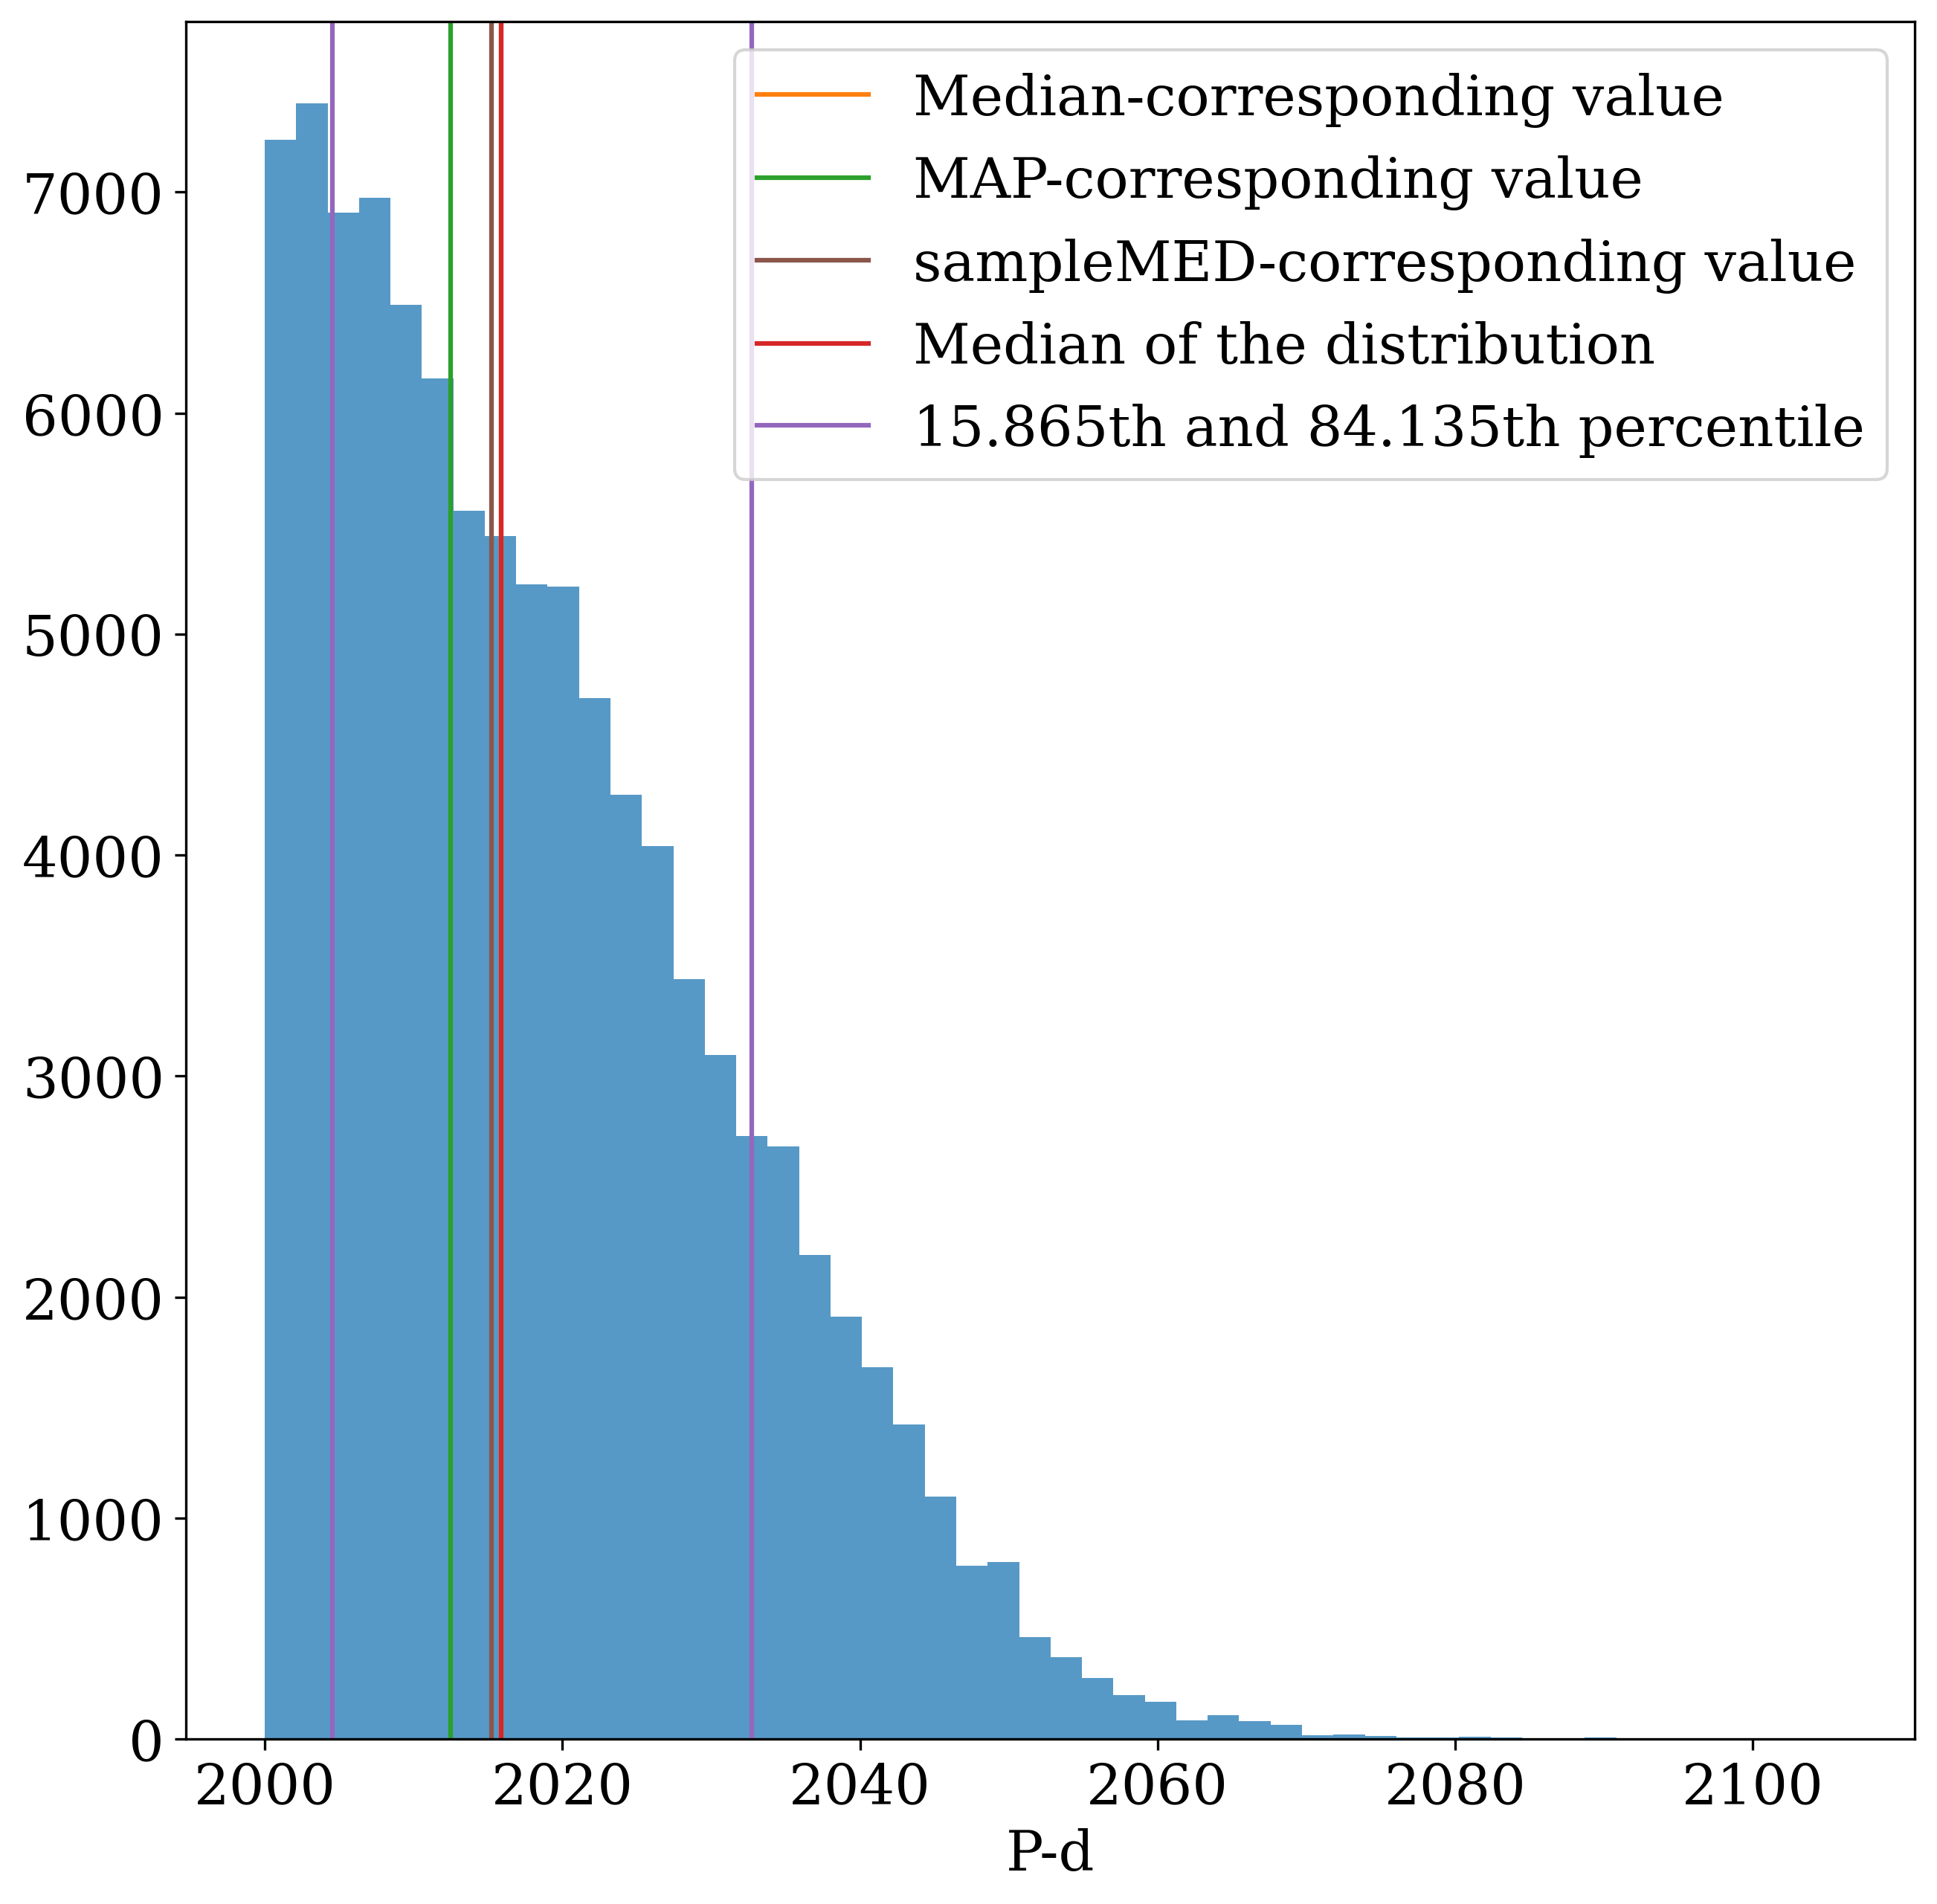 Median-corresponding value
MAP-corresponding value
sampleMED-corresponding value
Median of the distribution
15.865th and 84.135th percentile
7000
6000
5000
4000
3000
2000
1000
0
2000 2020 2040 2060 2080 2100
P-d